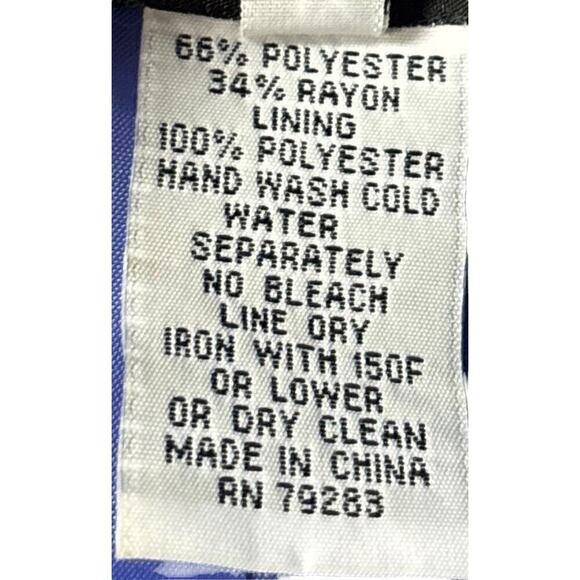 66% POLYESTER
34% RAYON
LINING
100% POLYESTER
HAND WASH COLD
WATER
SEPARATELY
NO BLEACH
LINE DRY
IRON WITH 150F
OR LOWER
OR DRY CLEAN
MADE IN CHINA
RN 79283